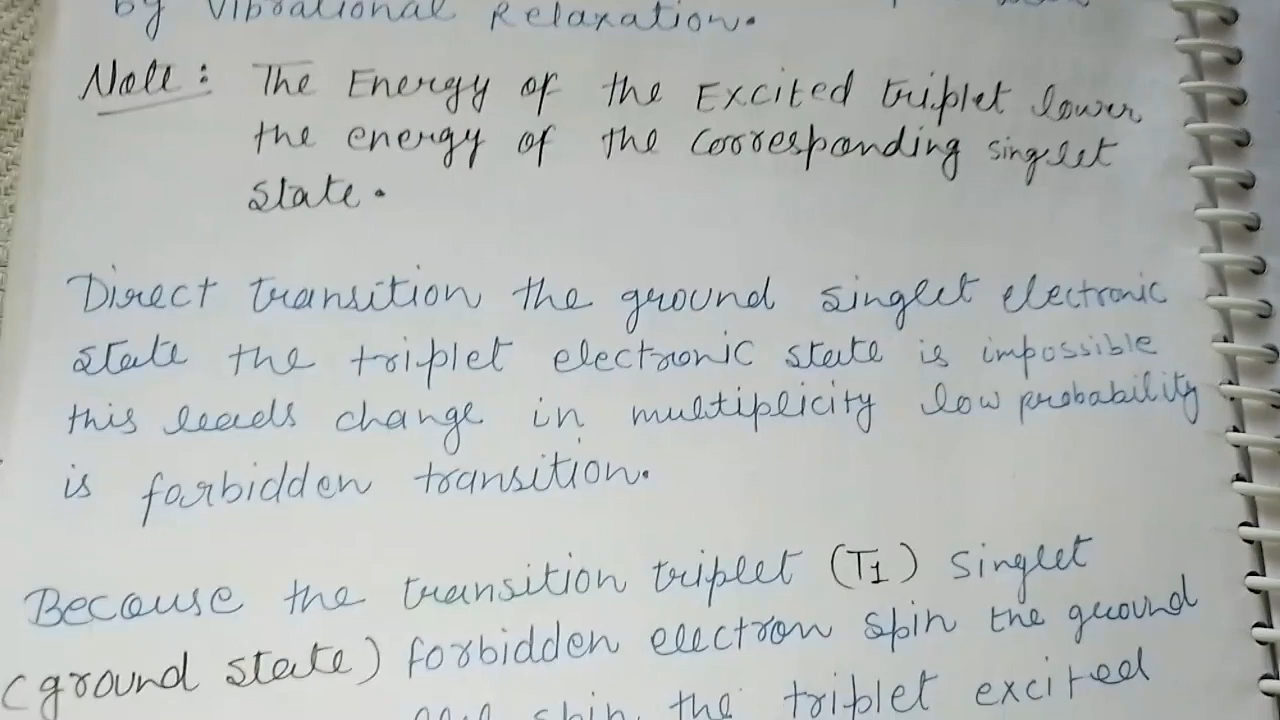 by Vibrational Relaxation.
Note: The Energy of the Excited triplet lower
the energy of the corresponding singlet
state.
Direct transition the ground singlet electronic
state the triplet electronic state is impossible
this leads change in multiplicity low probability
is forbidden transition.
Because the transition triplet (T1) singlet
(ground state) forbidden electron spin the ground
spin the triplet excited